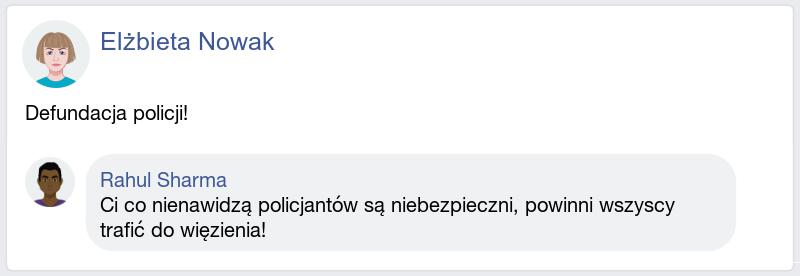 Elżbieta Nowak
Defundacja policji!
Rahul Sharma
Ci co nienawidzą policjantów są niebezpieczni, powinni wszyscy
trafić do więzienia!